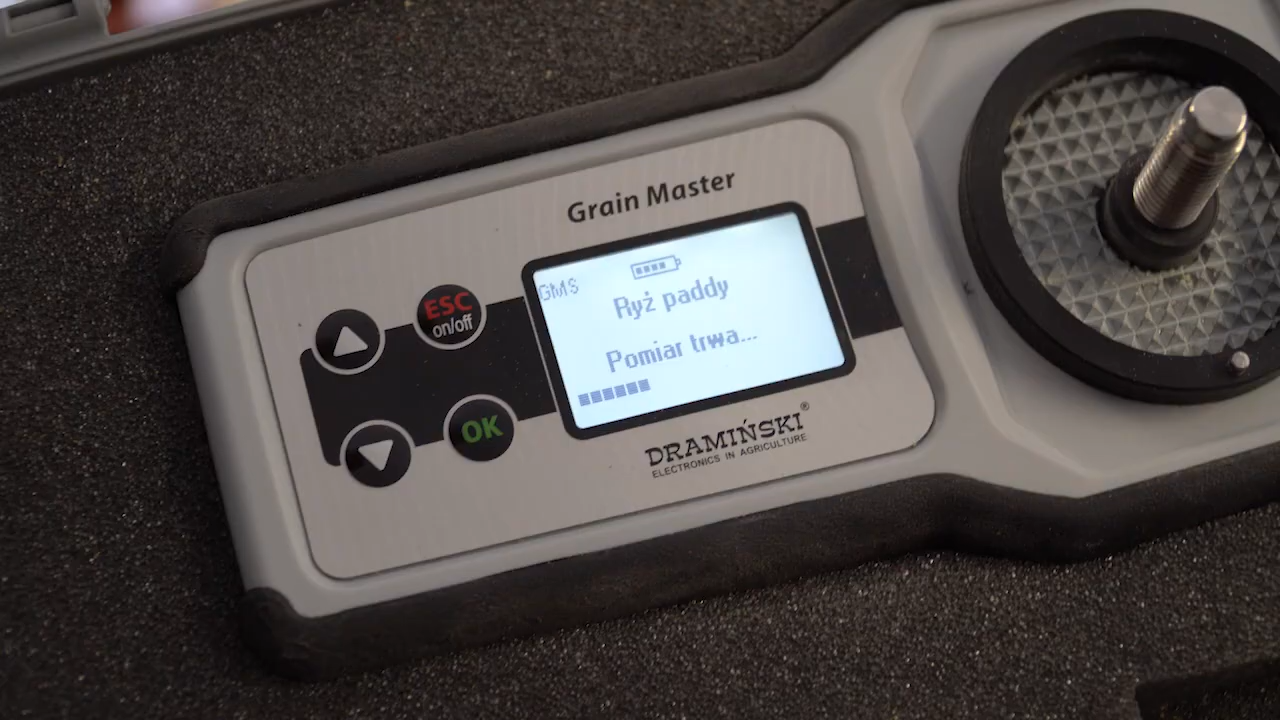 Grain Master
GMS
Ryż paddy
Pomiar trwa...
ESC
on/off
OK
DRAMIŃSKI®
ELECTRONICS IN AGRICULTURE